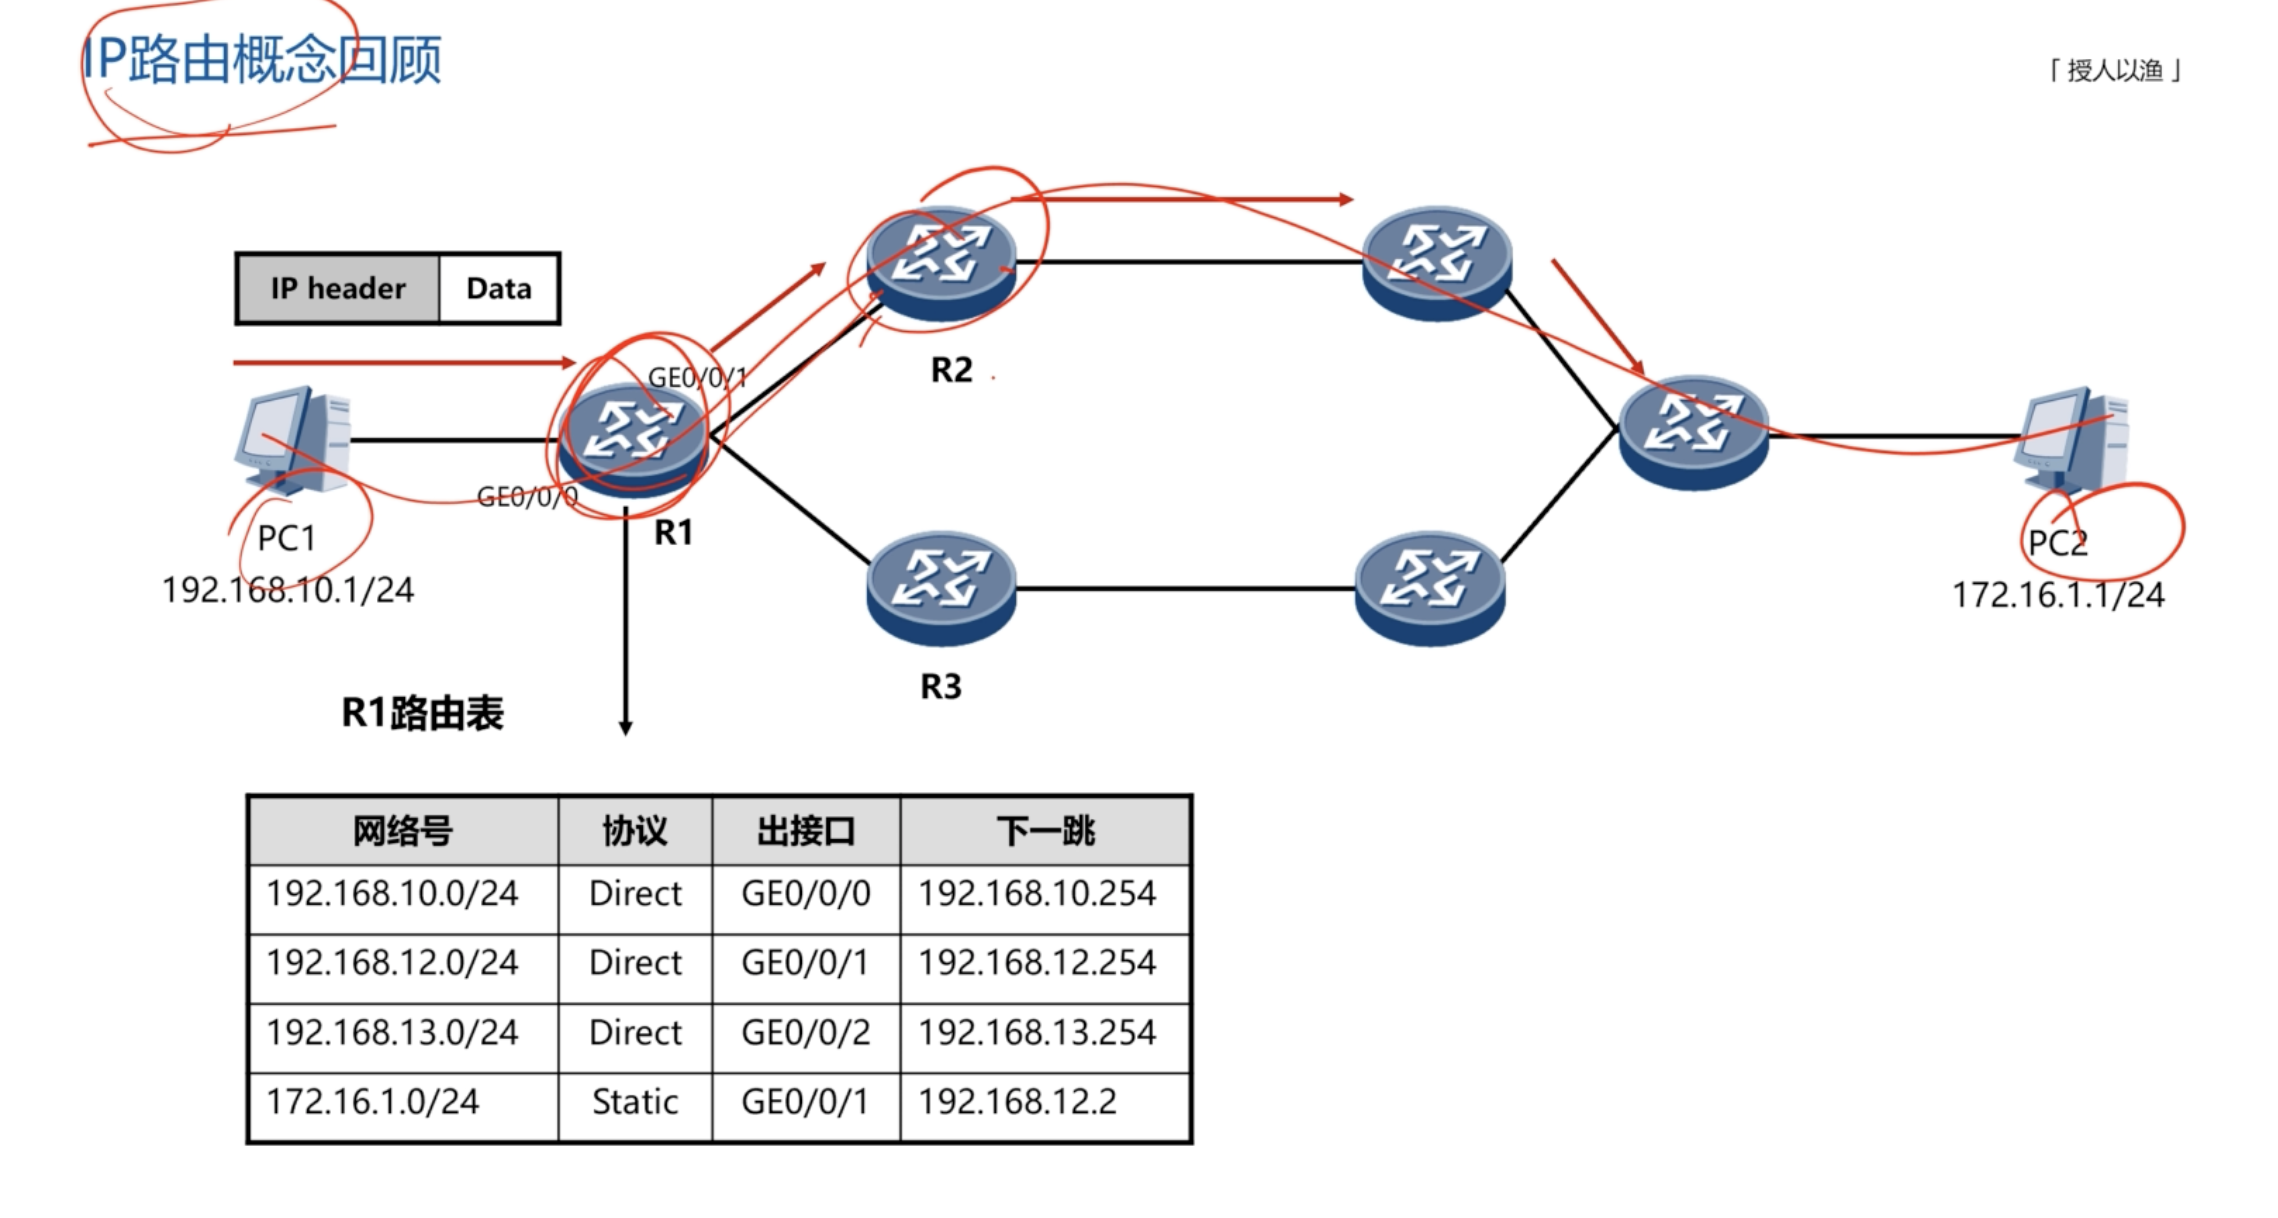 IP路由概念回顾
「 授人以渔 」
IP header Data
GE0/0/1
R2
GE0/0/0
R1
PC1
192.168.10.1/24
PC2
172.16.1.1/24
R3
R1路由表
网络号 协议 出接口 下一跳
192.168.10.0/24 Direct GE0/0/0 192.168.10.254
192.168.12.0/24 Direct GE0/0/1 192.168.12.254
192.168.13.0/24 Direct GE0/0/2 192.168.13.254
172.16.1.0/24 Static GE0/0/1 192.168.12.2